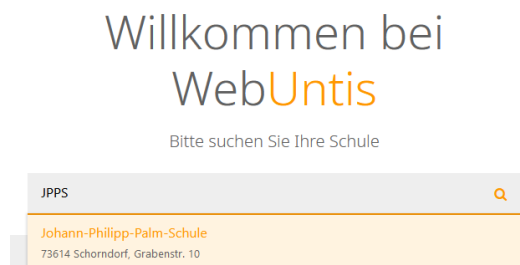 Willkommen bei
WebUntis
Bitte suchen Sie Ihre Schule
JPPS
Johann-Philipp-Palm-Schule
73614 Schorndorf, Grabenstr. 10